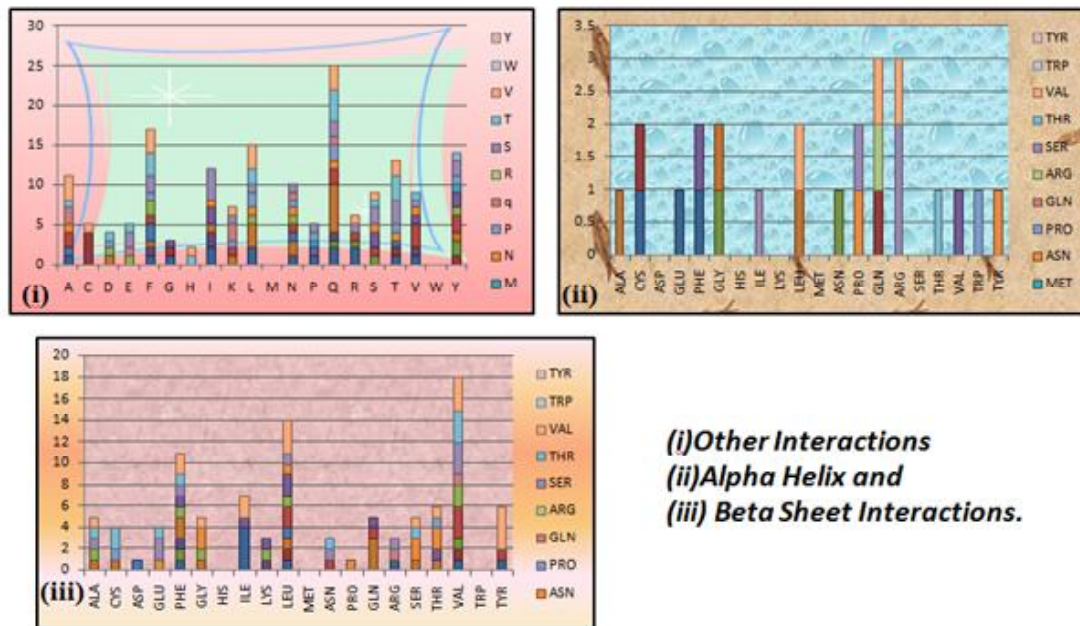 30
25
20
15
10
5
0
A C D E F G H I K L M N P Q R S T V W Y
Y
W
V
T
S
R
q
P
N
M
(i)
3.5
3
2.5
2
1.5
1
0.5
0
ALA CYS ASP GLU PHE GLY HIS ILE LYS LEU MET ASN PRO GLN ARG SER THR VAL TRP TYR
TYR
TRP
VAL
THR
SER
ARG
GLN
PRO
ASN
MET
(ii)
20
18
16
14
12
10
8
6
4
2
0
ALA CYS ASP GLU PHE GLY HIS ILE LYS LEU MET ASN PRO GLN ARG SER THR VAL TRP TYR
TYR
TRP
VAL
THR
SER
ARG
GLN
PRO
ASN
(iii)
(i)Other Interactions
(ii)Alpha Helix and
(iii) Beta Sheet Interactions.